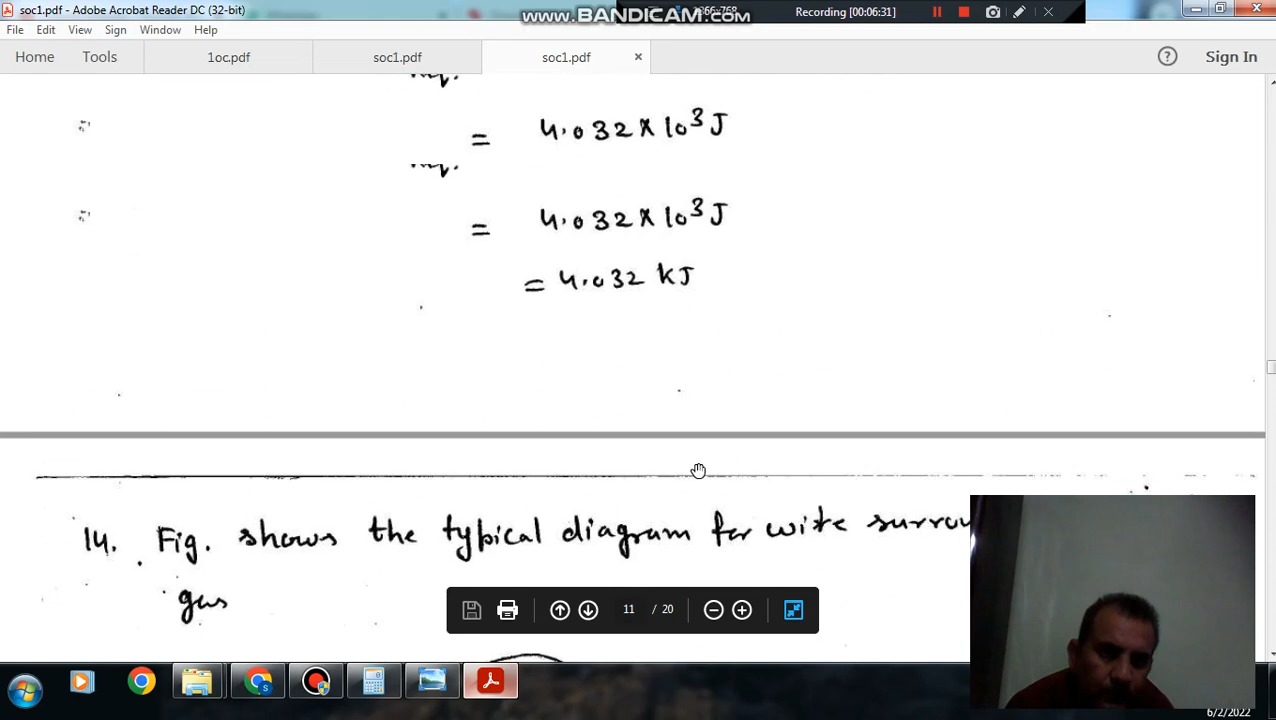 soc1.pdf - Adobe Acrobat Reader DC (32-bit)
www.BANDICAM.com
Recording [00:06:31]
File Edit View Sign Window Help
Home Tools 1oc.pdf soc1.pdf soc1.pdf × ? Sign In
= 4.032 × 10³ J
= 4.032 × 10³ J
= 4.032 kJ
14. Fig. shows the typical diagram for wire surrou
gas
11 / 20
6/2/2022